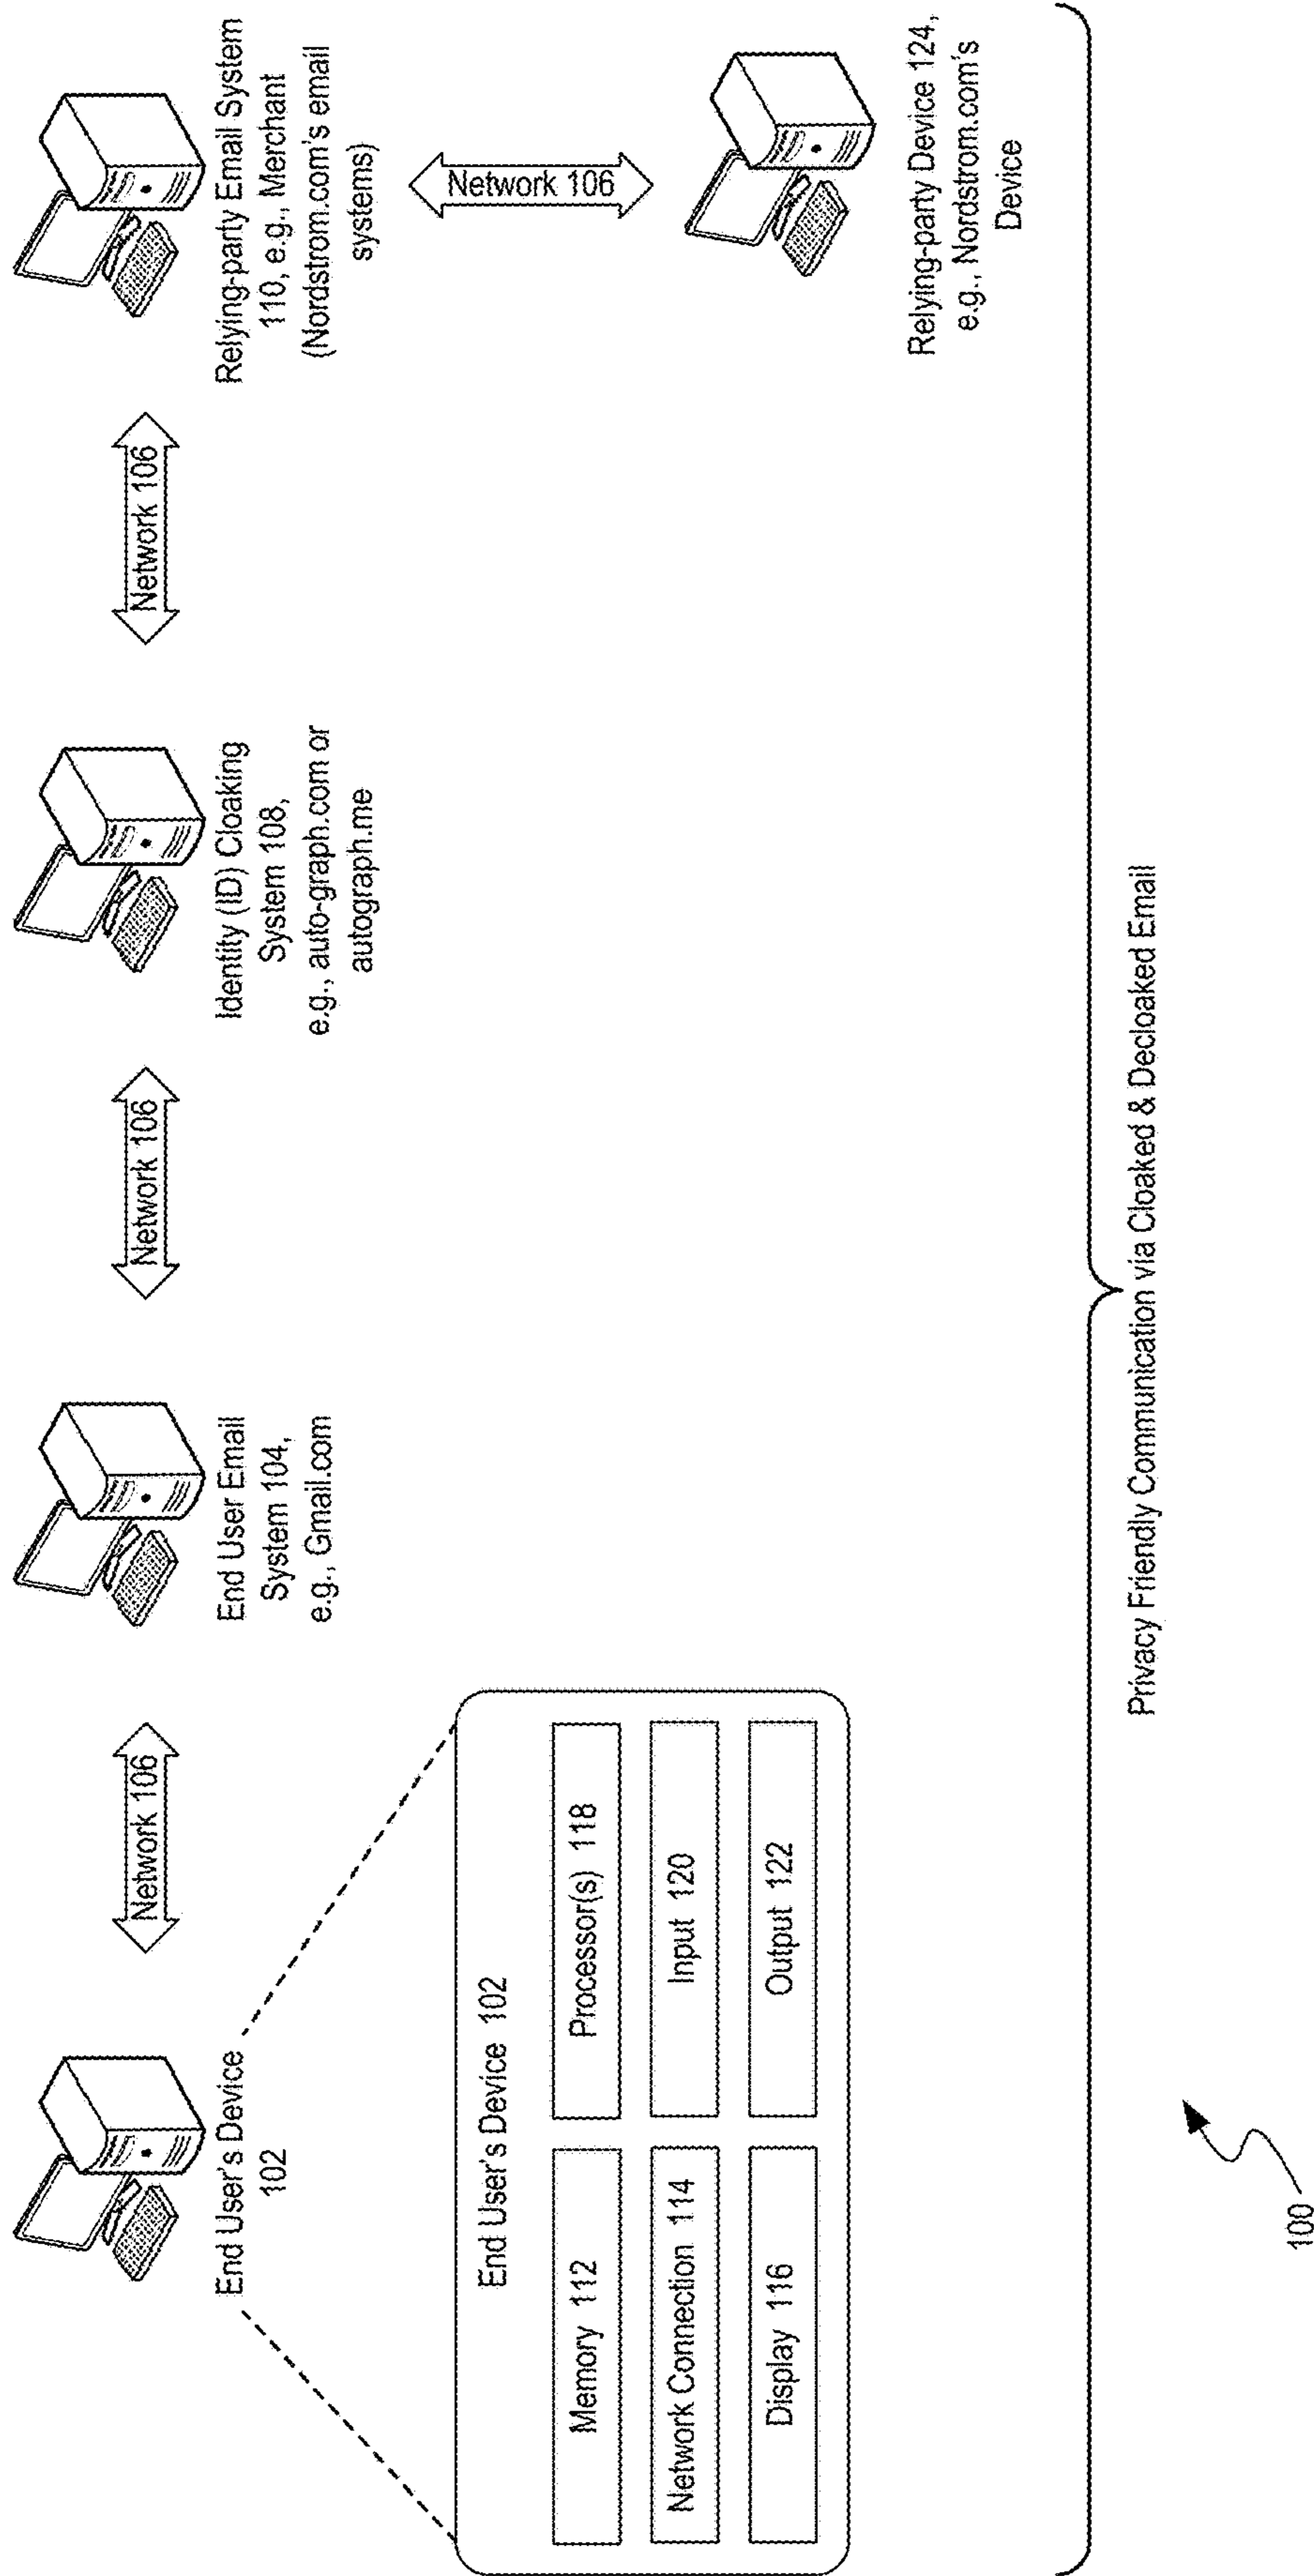 Network 106
Network 106
Network 106
End User's Device
102
End User Email
System 104,
e.g., Gmail.com
Identity (ID) Cloaking
System 108,
e.g., auto-graph.com or
autograph.me
Relying-party Email System
110, e.g., Merchant
(Nordstrom.com's email
systems)
Network 106
End User's Device 102
Memory 112
Processor(s) 118
Network Connection 114
Input 120
Display 116
Output 122
Relying-party Device 124,
e.g., Nordstrom.com's
Device
Privacy Friendly Communication via Cloaked & Decloaked Email
100